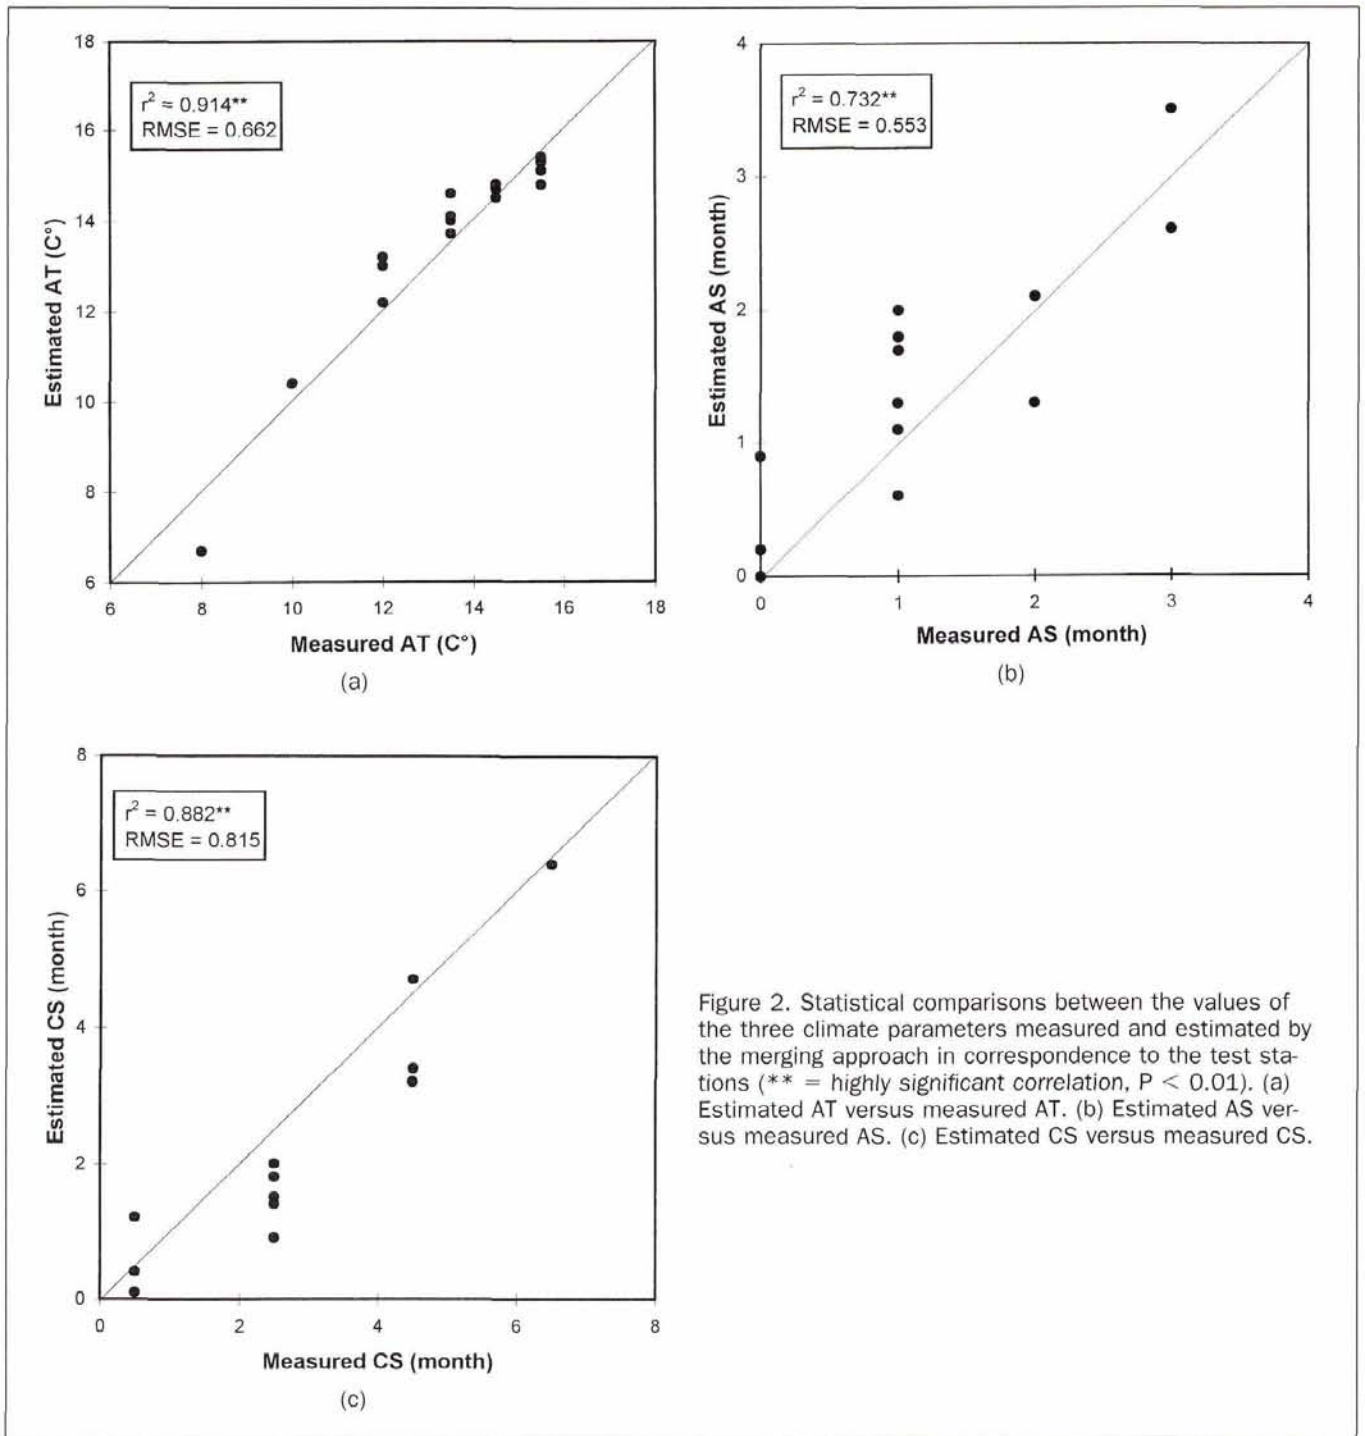 18
16
14
12
10
8
6
r² = 0.914**
RMSE = 0.662
Estimated AT (C°)
6 8 10 12 14 16 18
Measured AT (C°)
(a)
4
3
2
1
0
r² = 0.732**
RMSE = 0.553
Estimated AS (month)
0 1 2 3 4
Measured AS (month)
(b)
8
6
4
2
0
r² = 0.882**
RMSE = 0.815
Estimated CS (month)
0 2 4 6 8
Measured CS (month)
(c)
Figure 2. Statistical comparisons between the values of
the three climate parameters measured and estimated by
the merging approach in correspondence to the test sta-
tions (** = highly significant correlation, P < 0.01). (a)
Estimated AT versus measured AT. (b) Estimated AS ver-
sus measured AS. (c) Estimated CS versus measured CS.